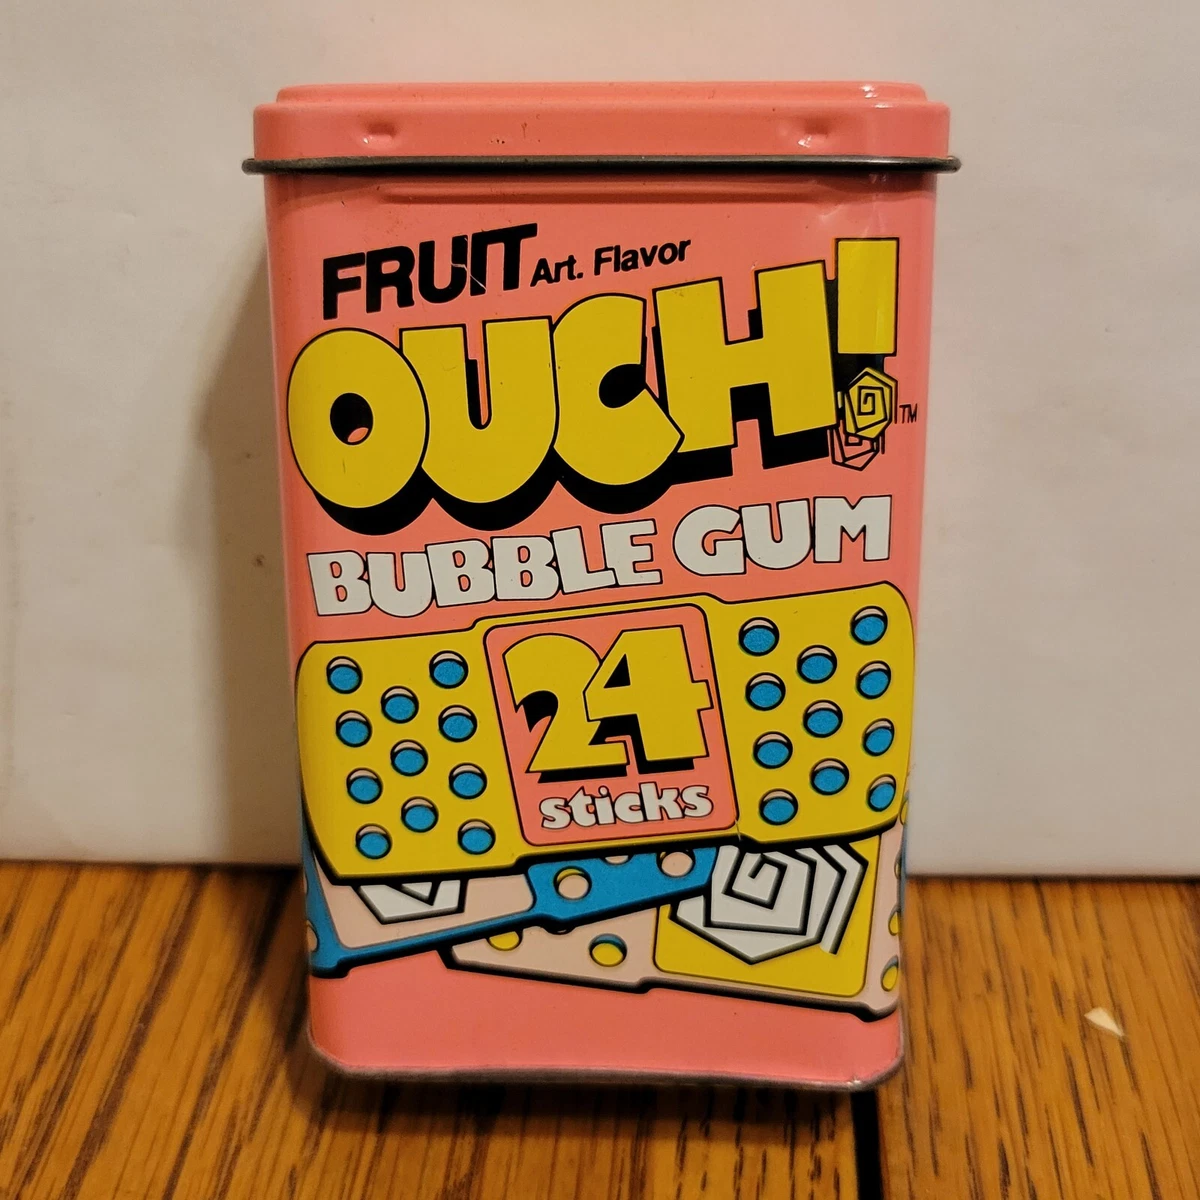 FRUIT Art. Flavor
OUCH! TM
BUBBLE GUM
24
sticks